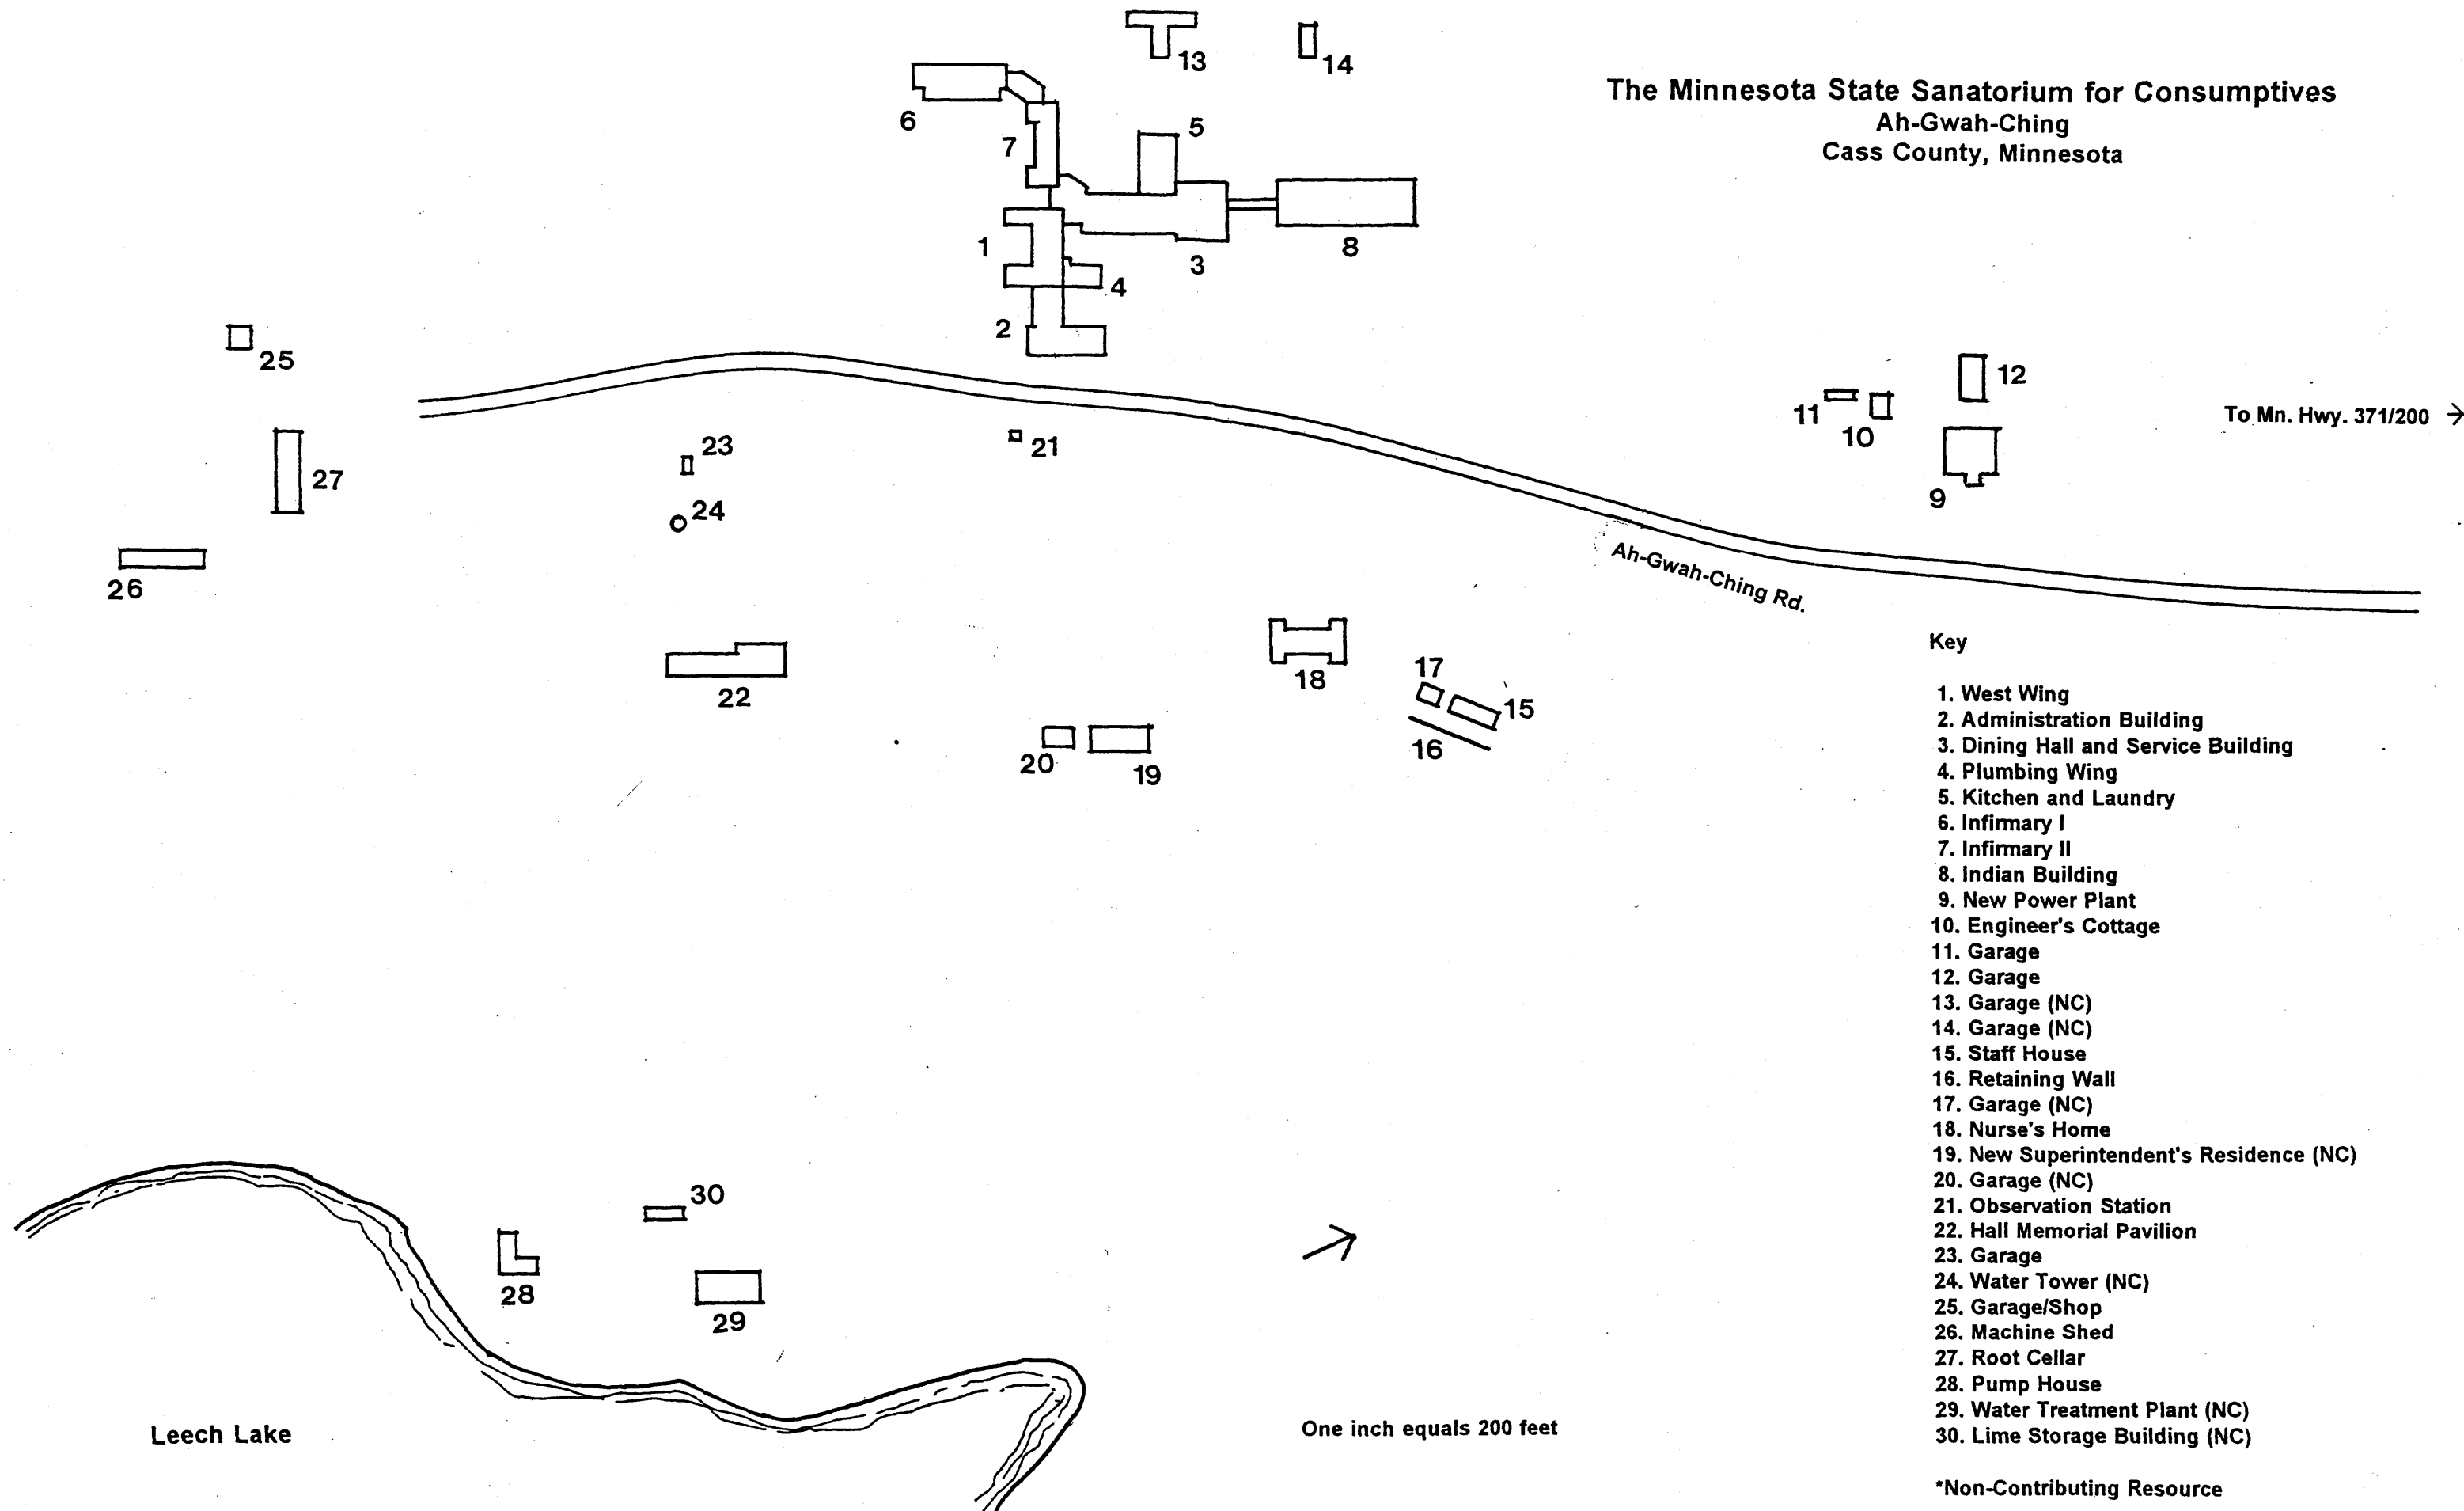 The Minnesota State Sanatorium for Consumptives
Ah-Gwah-Ching
Cass County, Minnesota
13
14
6
5
7
1
8
3
4
2
25
12
11
10
To Mn. Hwy. 371/200 →
23
21
27
9
24
Ah-Gwah-Ching Rd.
26
17
18
22
15
16
20
19
30
28
29
Leech Lake
One inch equals 200 feet
Key
1. West Wing
2. Administration Building
3. Dining Hall and Service Building
4. Plumbing Wing
5. Kitchen and Laundry
6. Infirmary I
7. Infirmary II
8. Indian Building
9. New Power Plant
10. Engineer's Cottage
11. Garage
12. Garage
13. Garage (NC)
14. Garage (NC)
15. Staff House
16. Retaining Wall
17. Garage (NC)
18. Nurse's Home
19. New Superintendent's Residence (NC)
20. Garage (NC)
21. Observation Station
22. Hall Memorial Pavilion
23. Garage
24. Water Tower (NC)
25. Garage/Shop
26. Machine Shed
27. Root Cellar
28. Pump House
29. Water Treatment Plant (NC)
30. Lime Storage Building (NC)
*Non-Contributing Resource